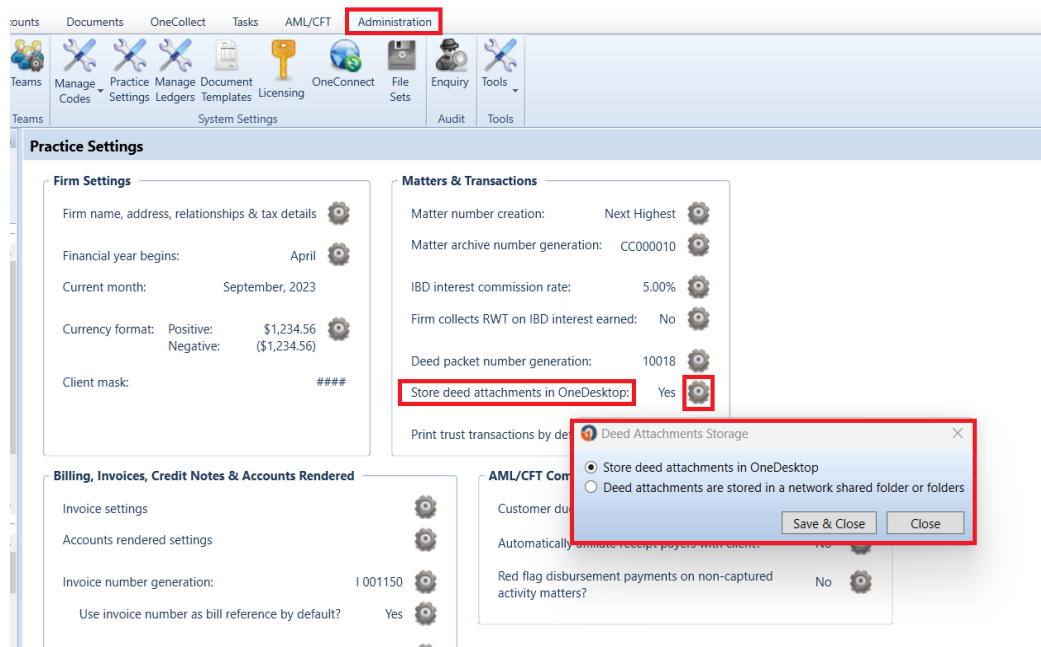 ounts Documents OneCollect Tasks AML/CFT Administration
Teams Manage Codes Practice Settings Manage Ledgers Document Templates Licensing OneConnect File Sets Enquiry Tools
Teams System Settings Audit Tools
Practice Settings
Firm Settings
Firm name, address, relationships & tax details
Financial year begins: April
Current month: September, 2023
Currency format: Positive: $1,234.56
Negative: ($1,234.56)
Client mask: ####
Matters & Transactions
Matter number creation: Next Highest
Matter archive number generation: CC000010
IBD interest commission rate: 5.00%
Firm collects RWT on IBD interest earned: No
Deed packet number generation: 10018
Store deed attachments in OneDesktop: Yes
Print trust transactions by def
Deed Attachments Storage
Store deed attachments in OneDesktop
Deed attachments are stored in a network shared folder or folders
Save & Close Close
Billing, Invoices, Credit Notes & Accounts Rendered
Invoice settings
Accounts rendered settings
Invoice number generation: I 001150
Use invoice number as bill reference by default? Yes
AML/CFT Com
Customer du
Automatically affiliate receipt payers with client? No
Red flag disbursement payments on non-captured
activity matters? No